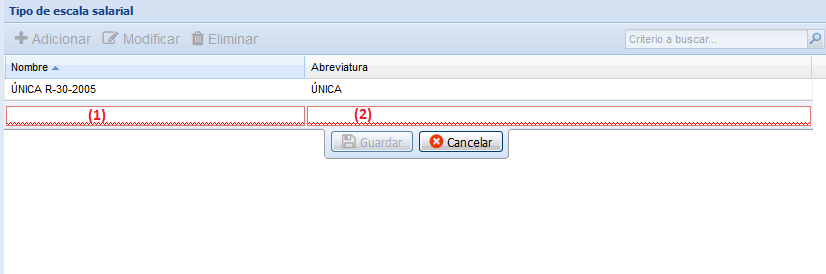 Tipo de escala salarial
Adicionar Modificar Eliminar Criterio a buscar...
Nombre Abreviatura
ÚNICA R-30-2005 ÚNICA
(1) (2)
Guardar Cancelar